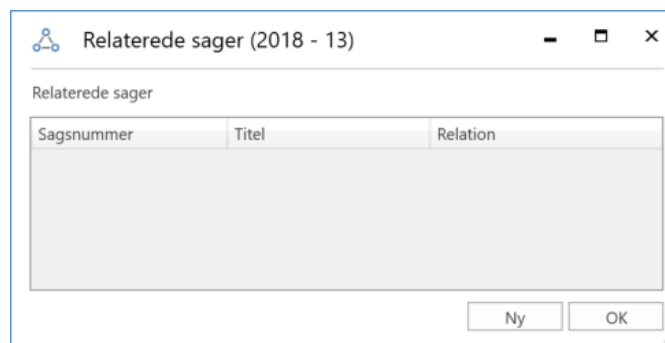 Relaterede sager (2018 - 13)
Relaterede sager
Sagsnummer Titel Relation
Ny OK